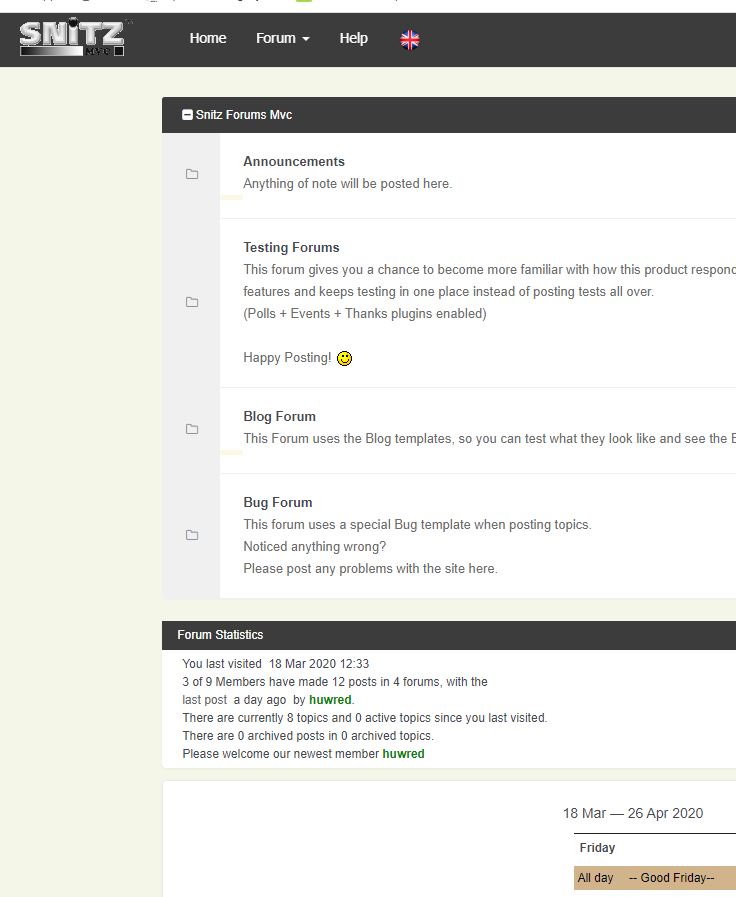 SNITZ
MVC
Home Forum Help
Snitz Forums Mvc
Announcements
Anything of note will be posted here.
Testing Forums
This forum gives you a chance to become more familiar with how this product
features and keeps testing in one place instead of posting tests all over.
(Polls + Events + Thanks plugins enabled)
Happy Posting!
Blog Forum
This Forum uses the Blog templates, so you can test what they look like and see the
Bug Forum
This forum uses a special Bug template when posting topics.
Noticed anything wrong?
Please post any problems with the site here.
Forum Statistics
You last visited 18 Mar 2020 12:33
3 of 9 Members have made 12 posts in 4 forums, with the
last post a day ago by huwred.
There are currently 8 topics and 0 active topics since you last visited.
There are 0 archived posts in 0 archived topics.
Please welcome our newest member huwred
18 Mar — 26 Apr 2020
Friday
All day -- Good Friday--